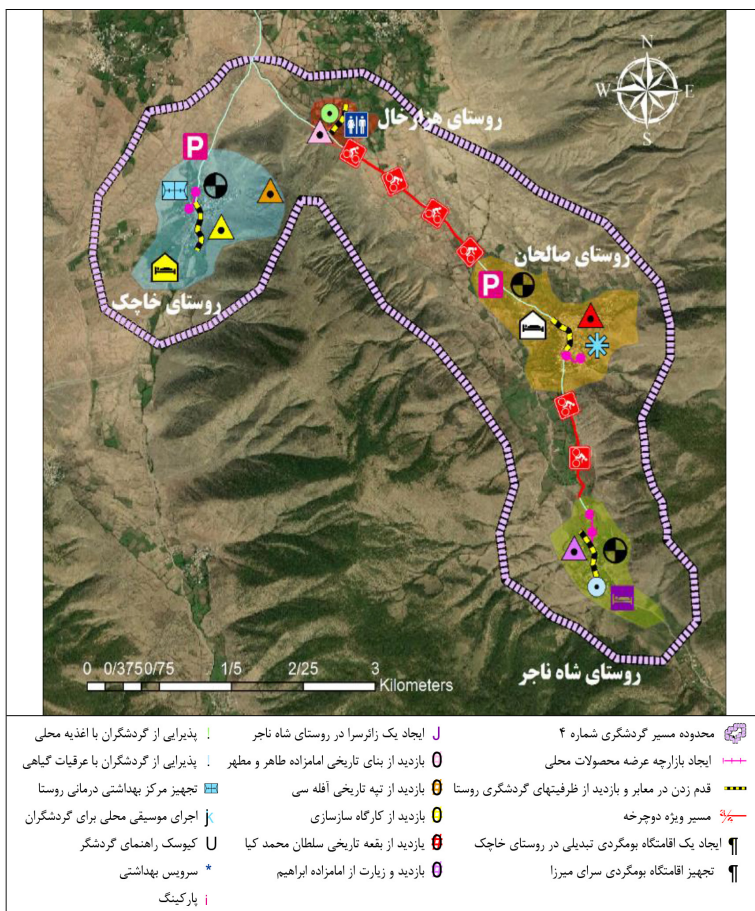 N
W E
S
روستای هزارخال
روستای صالحان
روستای خاچک
روستای شاه ناجر
0 0/3750/75 1/5 2/25 3
Kilometers
محدوده مسیر گردشگری شماره ۴
ایجاد بازارچه عرضه محصولات محلی
قدم زدن در معابر و بازدید از ظرفیتهای گردشگری روستا
مسیر ویژه دوچرخه
ایجاد یک اقامتگاه بومگردی تبدیلی در روستای خاچک
تجهیز اقامتگاه بومگردی سرای میرزا
ایجاد یک زائرسرا در روستای شاه ناجر
بازدید از بنای تاریخی امامزاده طاهر و مطهر
بازدید از تپه تاریخی آقله سی
بازدید از کارگاه سازسازی
بازدید از بقعه تاریخی سلطان محمد کیا
بازدید و زیارت از امامزاده ابراهیم
پذیرایی از گردشگران با اغذیه محلی
پذیرایی از گردشگران با عرقیات گیاهی
تجهیز مرکز بهداشتی درمانی روستا
اجرای موسیقی محلی برای گردشگران
کیوسک راهنمای گردشگر
سرویس بهداشتی
پارکینگ
P
P